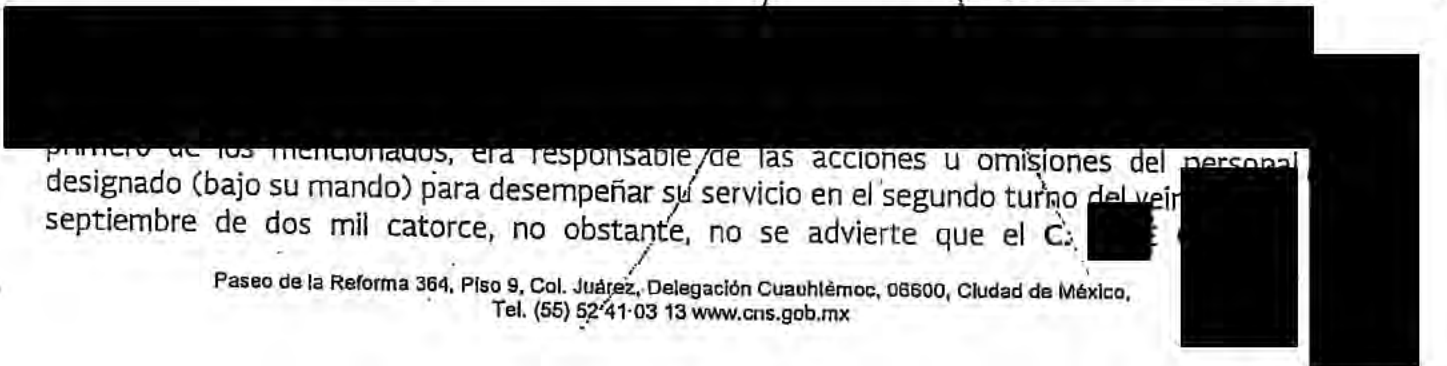 primero de los mencionados, era responsable de las acciones u omisiones del personal
designado (bajo su mando) para desempeñar su servicio en el segundo turno del
septiembre de dos mil catorce, no obstante, no se advierte que el C.
Paseo de la Reforma 364, Piso 9, Col. Juárez, Delegación Cuauhtémoc, 06600, Ciudad de México,
Tel. (55) 52 41 03 13 www.cns.gob.mx